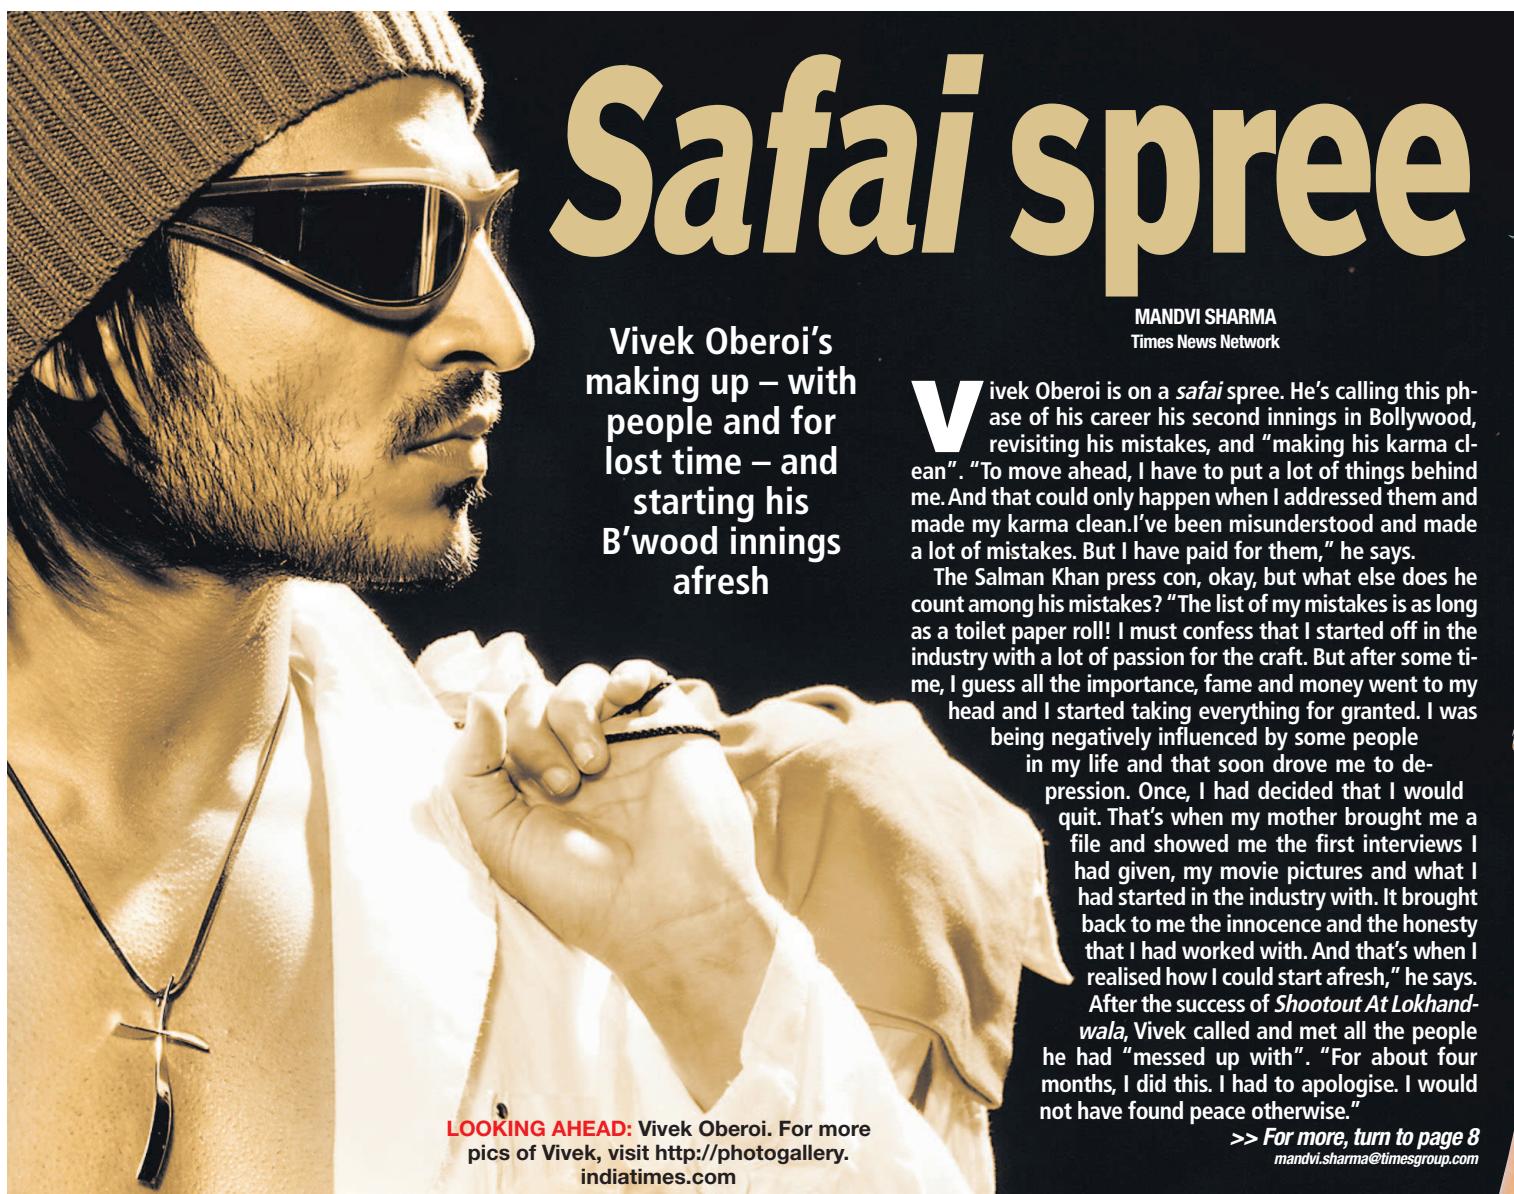 Safai spree
Vivek Oberoi's
making up – with
people and for
lost time – and
starting his
B'wood innings
afresh
MANDVI SHARMA
Times News Network
Vivek Oberoi is on a safai spree. He's calling this ph-
ase of his career his second innings in Bollywood,
revisiting his mistakes, and “making his karma cl-
ean”. “To move ahead, I have to put a lot of things behind
me. And that could only happen when I addressed them and
made my karma clean.I've been misunderstood and made
a lot of mistakes. But I have paid for them,” he says.
The Salman Khan press con, okay, but what else does he
count among his mistakes? “The list of my mistakes is as long
as a toilet paper roll! I must confess that I started off in the
industry with a lot of passion for the craft. But after some ti-
me, I guess all the importance, fame and money went to my
head and I started taking everything for granted. I was
being negatively influenced by some people
in my life and that soon drove me to de-
pression. Once, I had decided that I would
quit. That's when my mother brought me a
file and showed me the first interviews I
had given, my movie pictures and what I
had started in the industry with. It brought
back to me the innocence and the honesty
that I had worked with. And that's when I
realised how I could start afresh,” he says.
After the success of Shootout At Lokhand-
wala, Vivek called and met all the people
he had “messed up with”. “For about four
months, I did this. I had to apologise. I would
not have found peace otherwise.”
>> For more, turn to page 8
mandvi.sharma@timesgroup.com
LOOKING AHEAD: Vivek Oberoi. For more
pics of Vivek, visit http://photogallery.
indiatimes.com